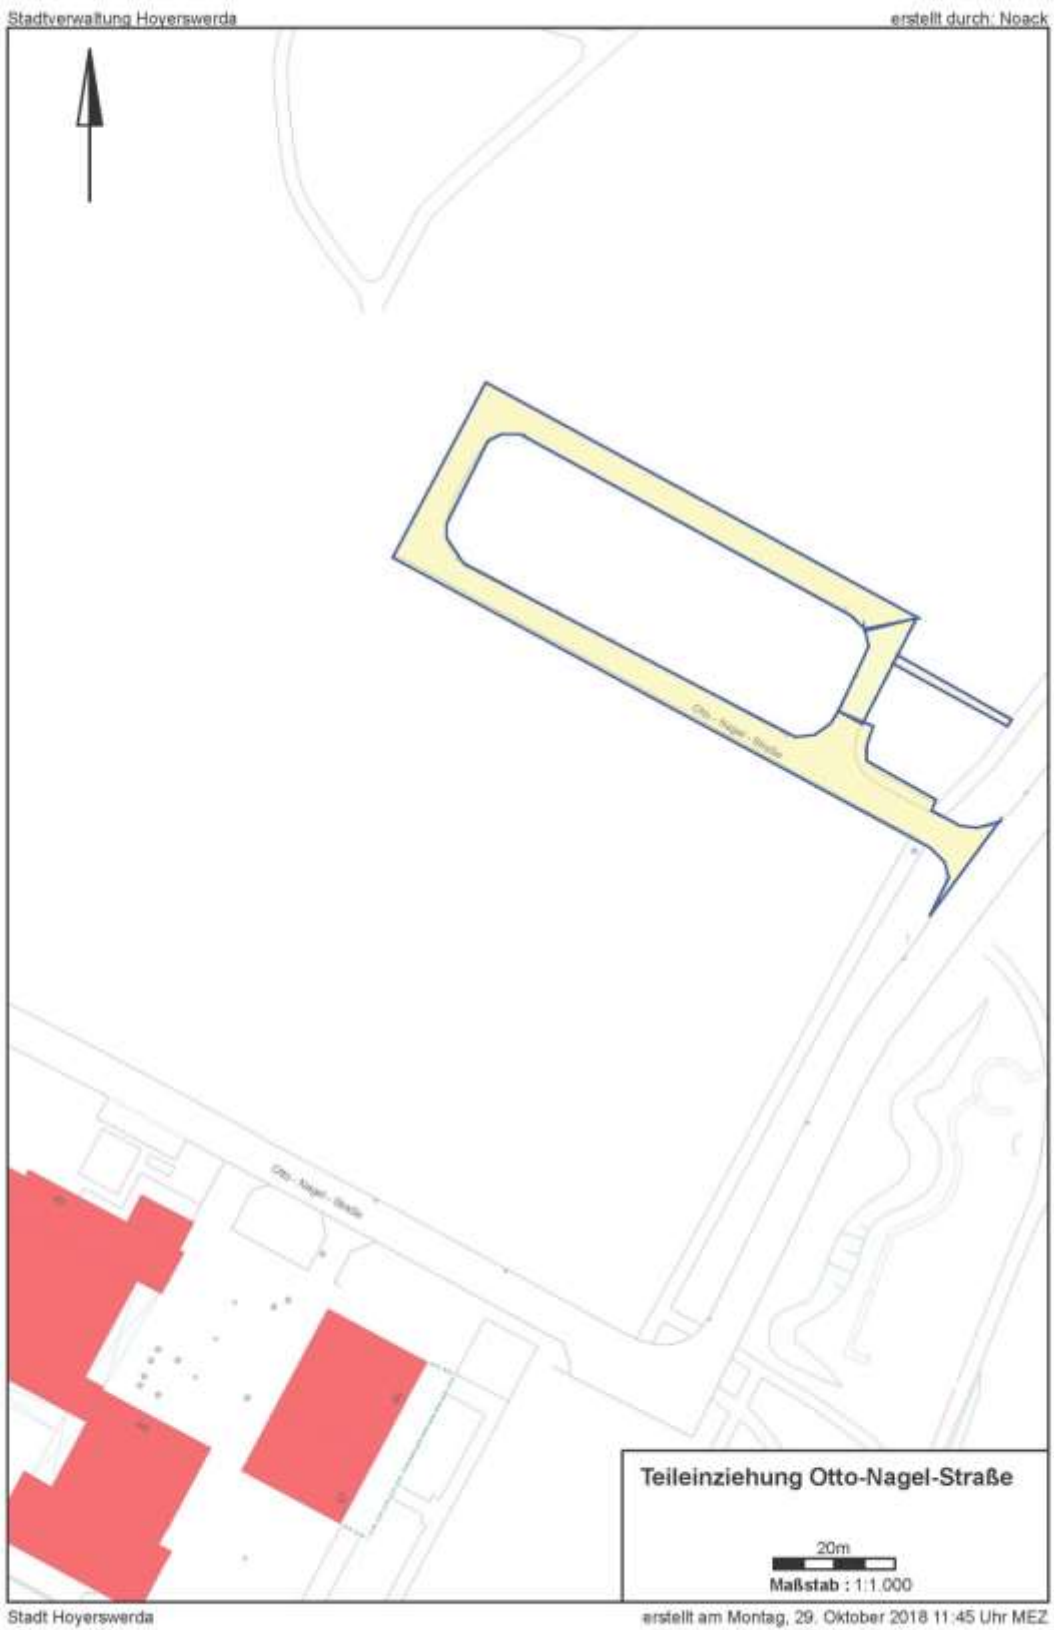 Stadtverwaltung Hoyerswerda
erstellt durch: Noack
Otto - Nagel - Straße
Otto - Nagel - Straße
Teileinziehung Otto-Nagel-Straße
20m
Maßstab : 1:1.000
Stadt Hoyerswerda
erstellt am Montag, 29. Oktober 2018 11:45 Uhr MEZ